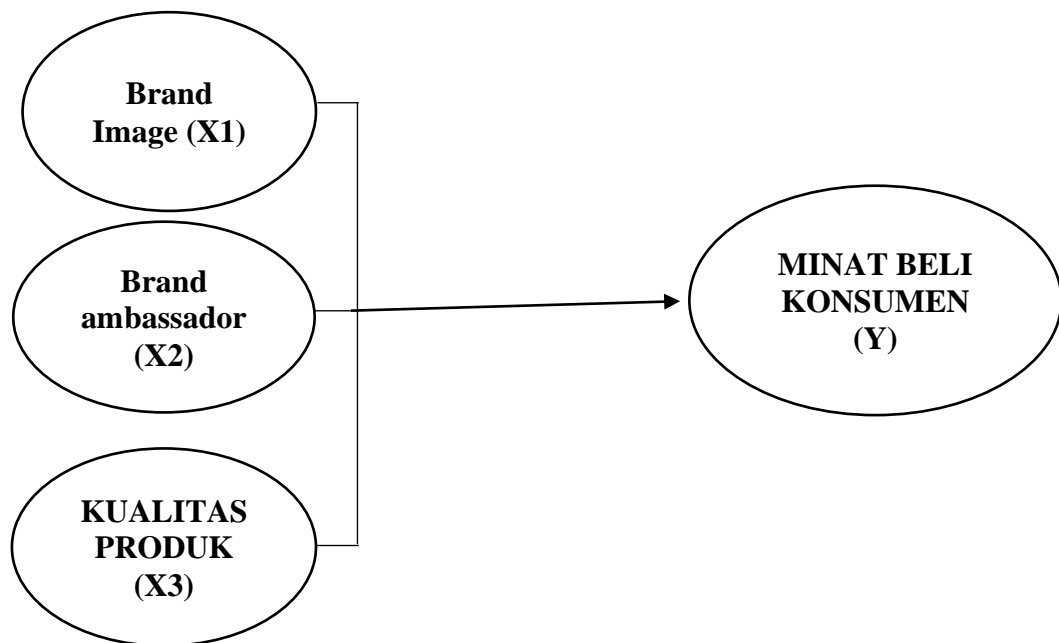 Brand
Image (X1)
Brand
ambassador
(X2)
KUALITAS
PRODUK
(X3)
MINAT BELI
KONSUMEN
(Y)